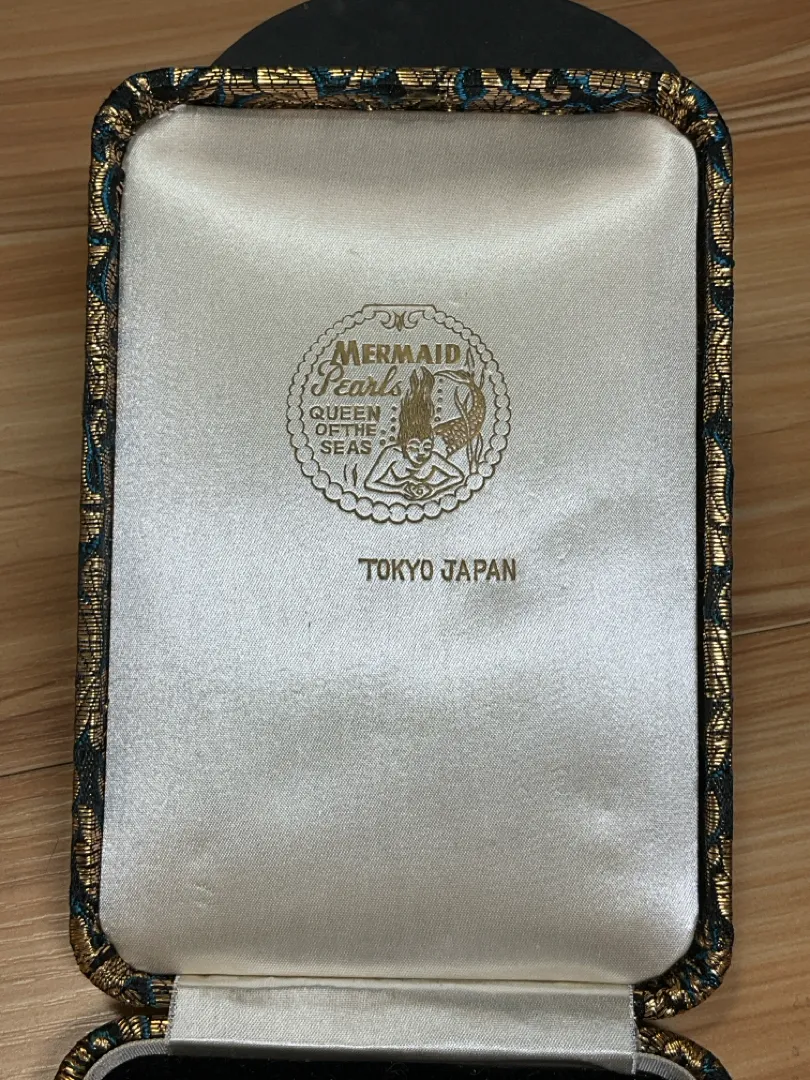 MERMAID
Pearls
QUEEN
OF THE
SEAS
TOKYO JAPAN